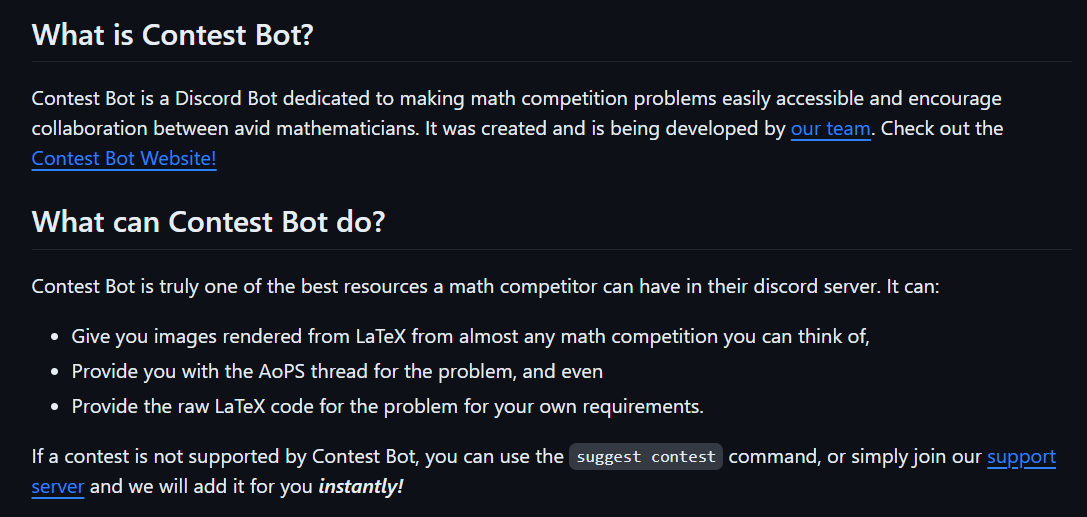 What is Contest Bot?
Contest Bot is a Discord Bot dedicated to making math competition problems easily accessible and encourage
collaboration between avid mathematicians. It was created and is being developed by our team. Check out the
Contest Bot Website!
What can Contest Bot do?
Contest Bot is truly one of the best resources a math competitor can have in their discord server. It can:
• Give you images rendered from LaTeX from almost any math competition you can think of,
• Provide you with the AoPS thread for the problem, and even
• Provide the raw LaTeX code for the problem for your own requirements.
If a contest is not supported by Contest Bot, you can use the suggest contest command, or simply join our support
server and we will add it for you instantly!